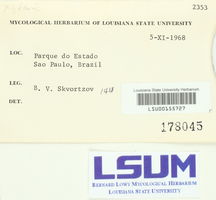 2353
MYCOLOGICAL HERBARIUM OF LOUISIANA STATE UNIVERSITY
5-XI-1968
LOC. Parque do Estado
Sao Paulo, Brazil
LEG. B. V. Skvortzov
DET.
Louisiana State University Herbarium
LSU00155727
178045
LSUM
BERNARD LOWY MYCOLOGICAL HERBARIUM
LOUISIANA STATE UNIVERSITY